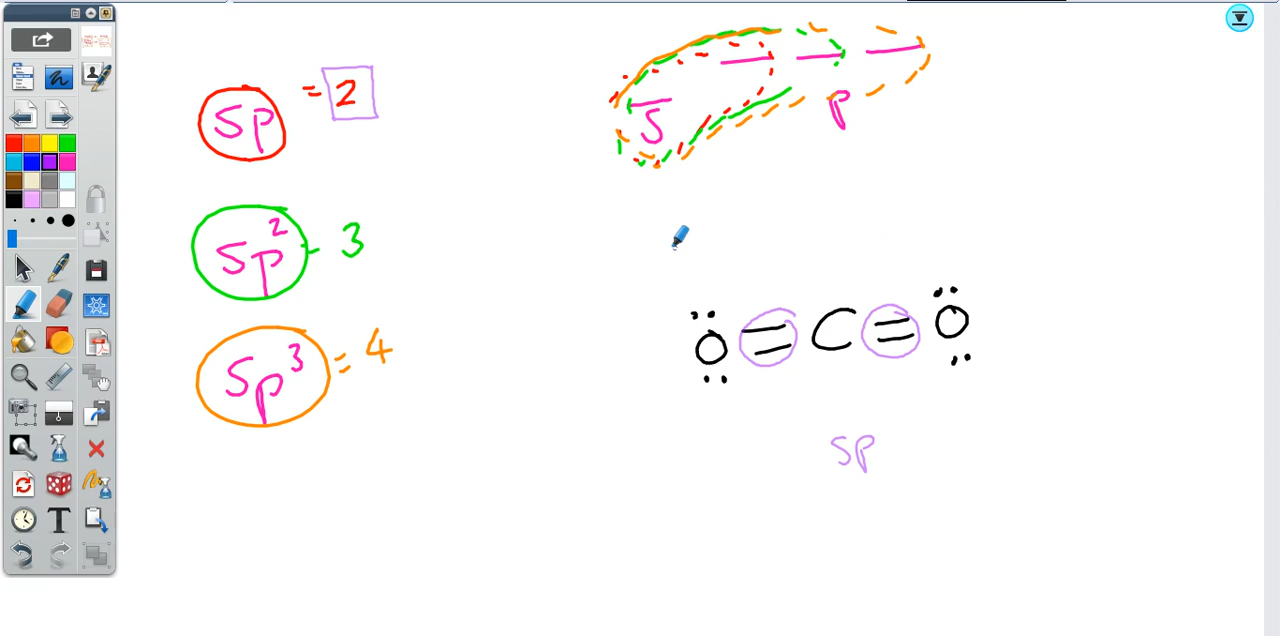 sp = 2
sp² - 3
sp³ = 4
S
p
O = C = O
sp
T